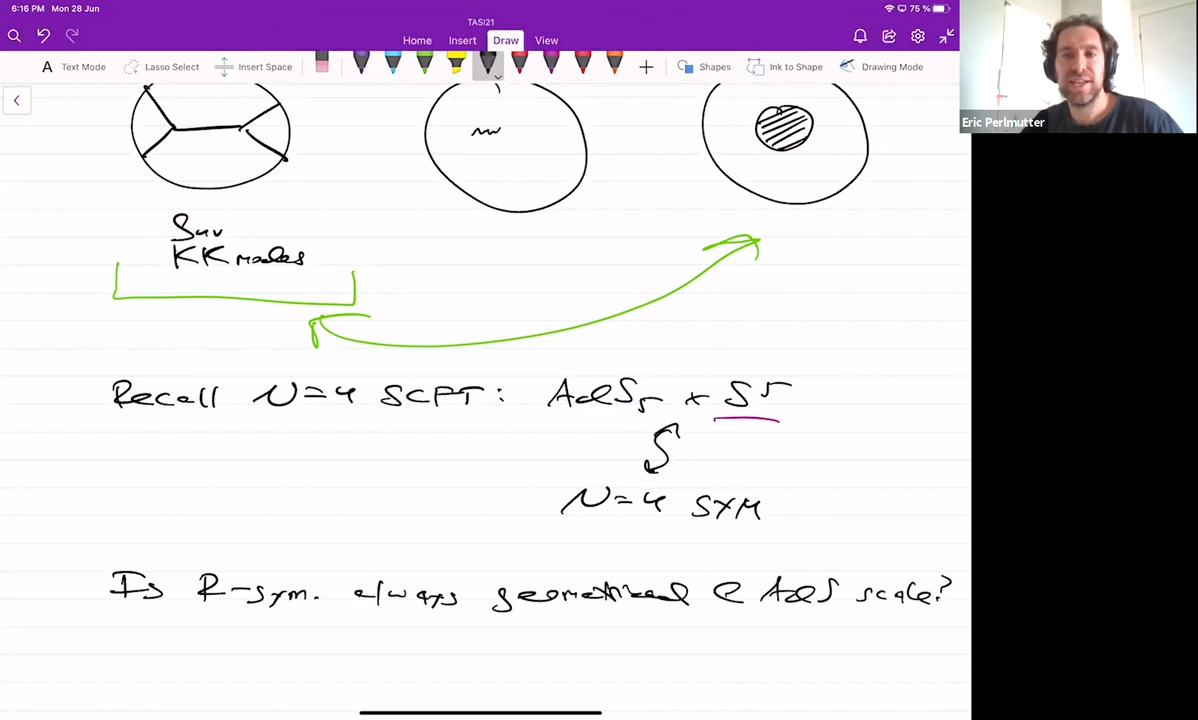 6:16 PM Mon 28 Jun
75 %
TASI21
Home Insert Draw View
Text Mode Lasso Select Insert Space Shapes Ink to Shape Drawing Mode
Eric Perlmutter
KK modes
Recall N=4 SCFT: AdS5 × S5
N=4 SYM
Is R-sym. always geometrized @ AdS scale?